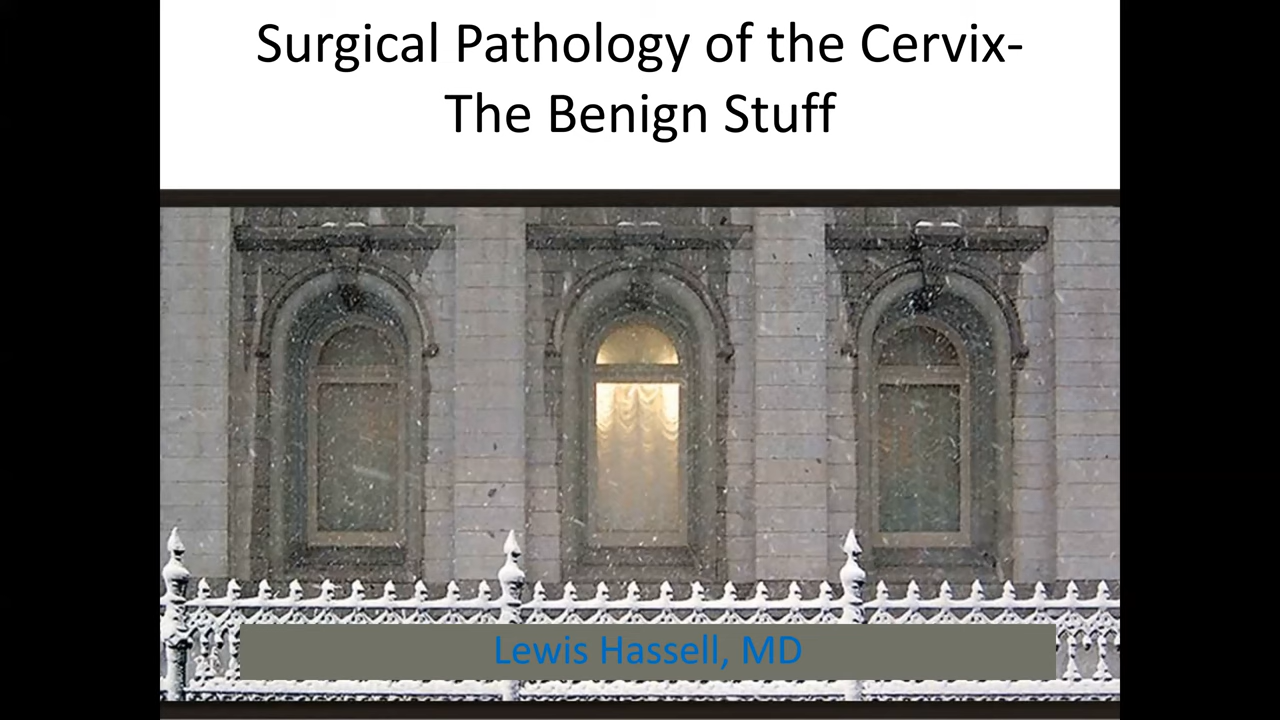 Surgical Pathology of the Cervix-
The Benign Stuff
Lewis Hassell, MD